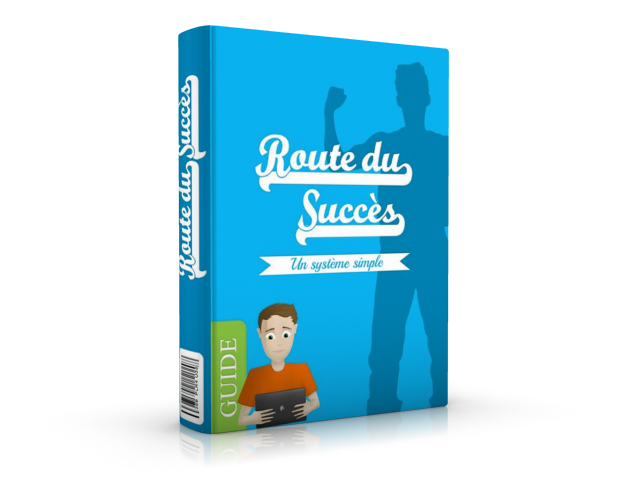 Route du
Succès
Un système simple
GUIDE
Route du Succès